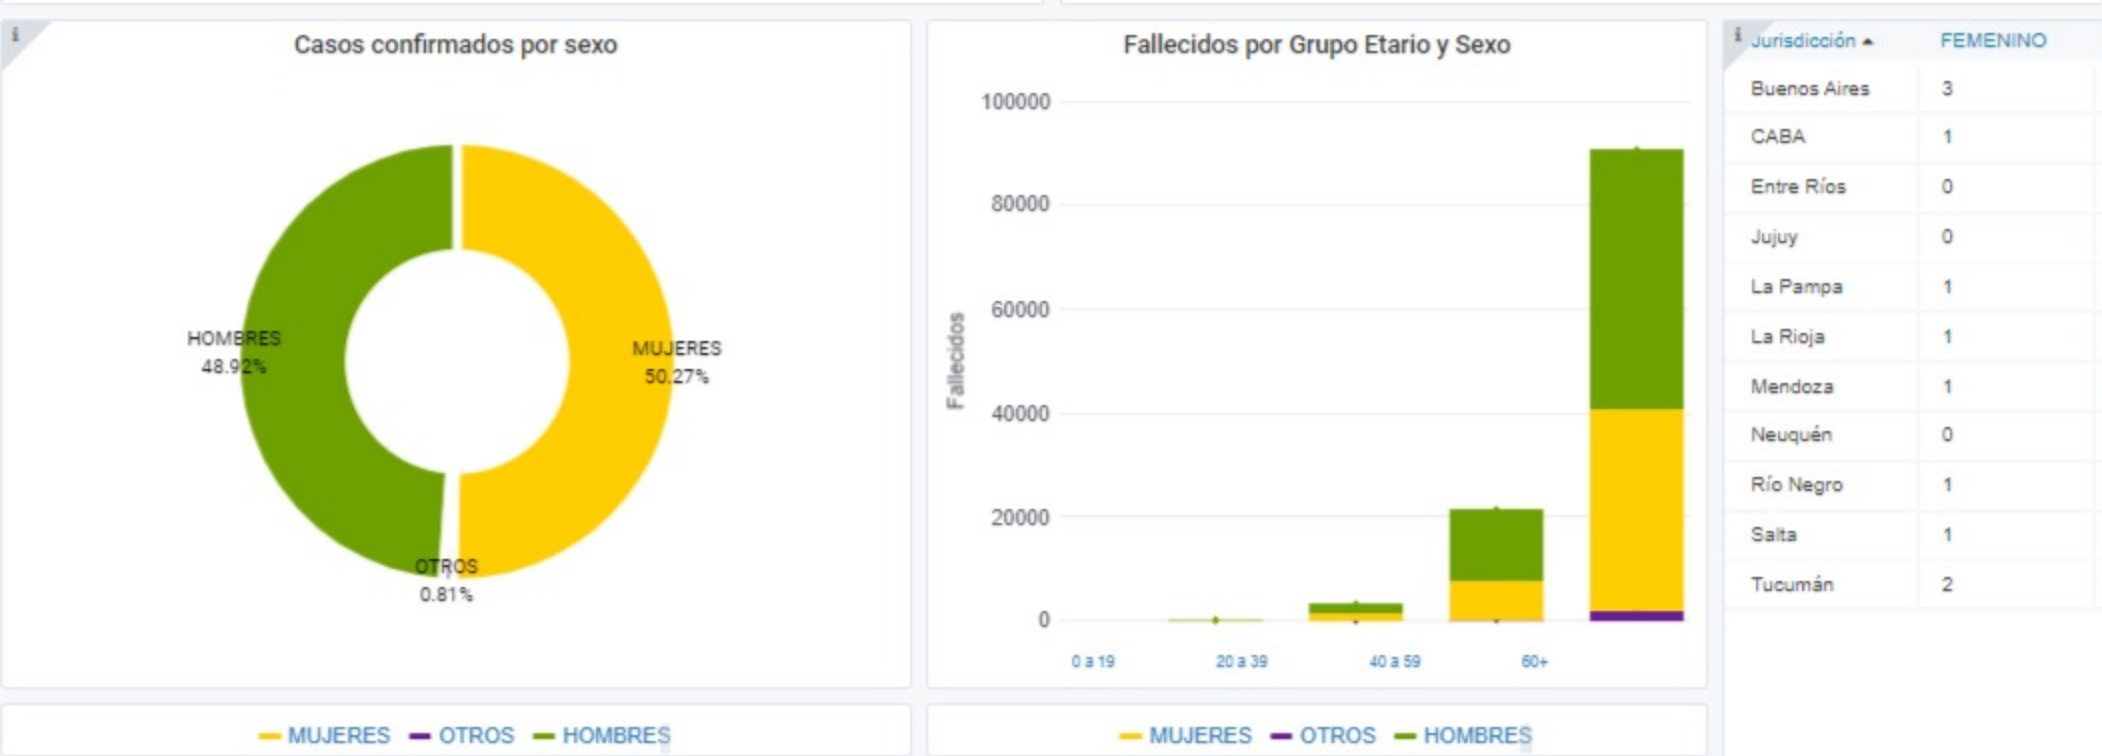 Casos confirmados por sexo
HOMBRES
48.92%
MUJERES
50.27%
OTROS
0.81%
MUJERES OTROS HOMBRES
Fallecidos por Grupo Etario y Sexo
100000
80000
60000
40000
20000
0
Fallecidos
0 a 19 20 a 39 40 a 59 60+
MUJERES OTROS HOMBRES
i Jurisdicción FEMENINO
Buenos Aires 3
CABA 1
Entre Ríos 0
Jujuy 0
La Pampa 1
La Rioja 1
Mendoza 1
Neuquén 0
Río Negro 1
Salta 1
Tucumán 2